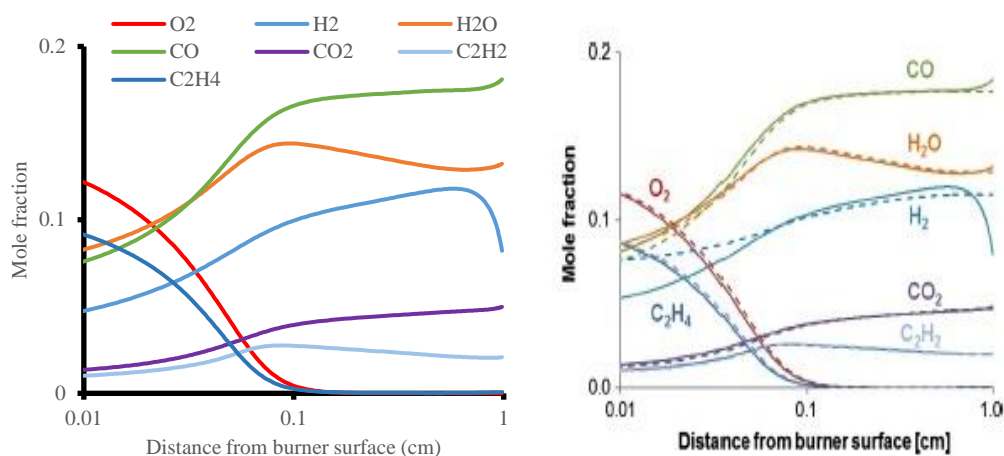 O2 H2 H2O
CO CO2 C2H2
C2H4
0.2
0.1
0
0.01 0.1 1
Mole fraction
Distance from burner surface (cm)
0.2
0.1
0.0
0.01 0.1 1.0
Mole fraction
Distance from burner surface [cm]
CO
H₂O
O₂
H₂
CO₂
C₂H₄
C₂H₂